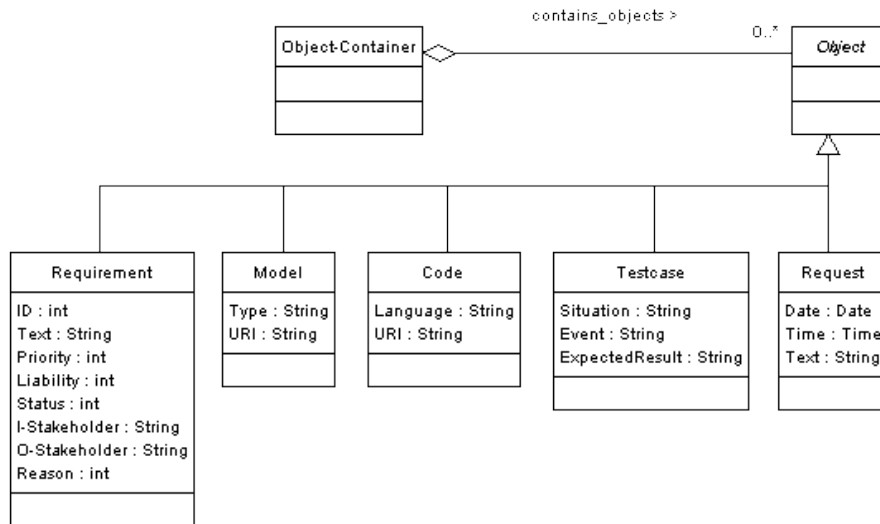 contains_objects >
0..*
Object-Container
Object
Requirement
ID : int
Text : String
Priority : int
Liability : int
Status : int
I-Stakeholder : String
O-Stakeholder : String
Reason : int
Model
Type : String
URI : String
Code
Language : String
URI : String
Testcase
Situation : String
Event : String
ExpectedResult : String
Request
Date : Date
Time : Time
Text : String